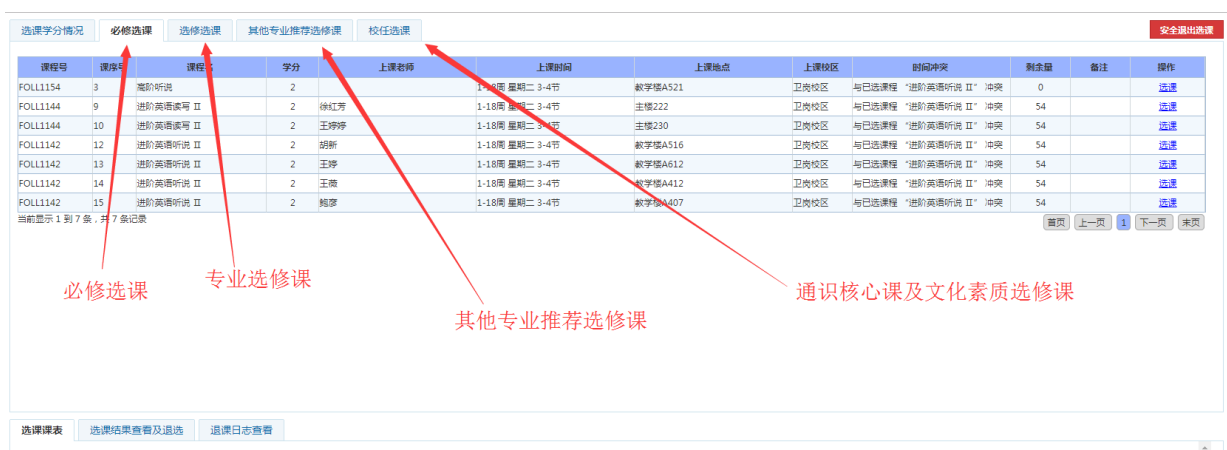 选课学分情况 必修选课 选修选课 其他专业推荐选修课 校任选课 安全退出选课
课程号 课序号 课程名 学分 上课老师 上课时间 上课地点 上课校区 时间冲突 剩余量 备注 操作
FOLL1154 3 高阶听说 2 1-18周 星期二 3-4节 教学楼A521 卫岗校区 与已选课程 “进阶英语听说 II” 冲突 0 选课
FOLL1144 9 进阶英语读写 II 2 徐红芳 1-18周 星期二 3-4节 主楼222 卫岗校区 与已选课程 “进阶英语听说 II” 冲突 54 选课
FOLL1144 10 进阶英语读写 II 2 王婷婷 1-18周 星期二 3-4节 主楼230 卫岗校区 与已选课程 “进阶英语听说 II” 冲突 54 选课
FOLL1142 12 进阶英语听说 II 2 胡新 1-18周 星期二 3-4节 教学楼A516 卫岗校区 与已选课程 “进阶英语听说 II” 冲突 54 选课
FOLL1142 13 进阶英语听说 II 2 王婷 1-18周 星期二 3-4节 教学楼A612 卫岗校区 与已选课程 “进阶英语听说 II” 冲突 54 选课
FOLL1142 14 进阶英语听说 II 2 王薇 1-18周 星期二 3-4节 教学楼A412 卫岗校区 与已选课程 “进阶英语听说 II” 冲突 54 选课
FOLL1142 15 进阶英语听说 II 2 鲍彦 1-18周 星期二 3-4节 教学楼A407 卫岗校区 与已选课程 “进阶英语听说 II” 冲突 54 选课
当前显示 1 到 7 条，共 7 条记录 首页 上一页 1 下一页 末页
必修选课 专业选修课 其他专业推荐选修课 通识核心课及文化素质选修课
选课课表 选课结果查看及退选 退课日志查看